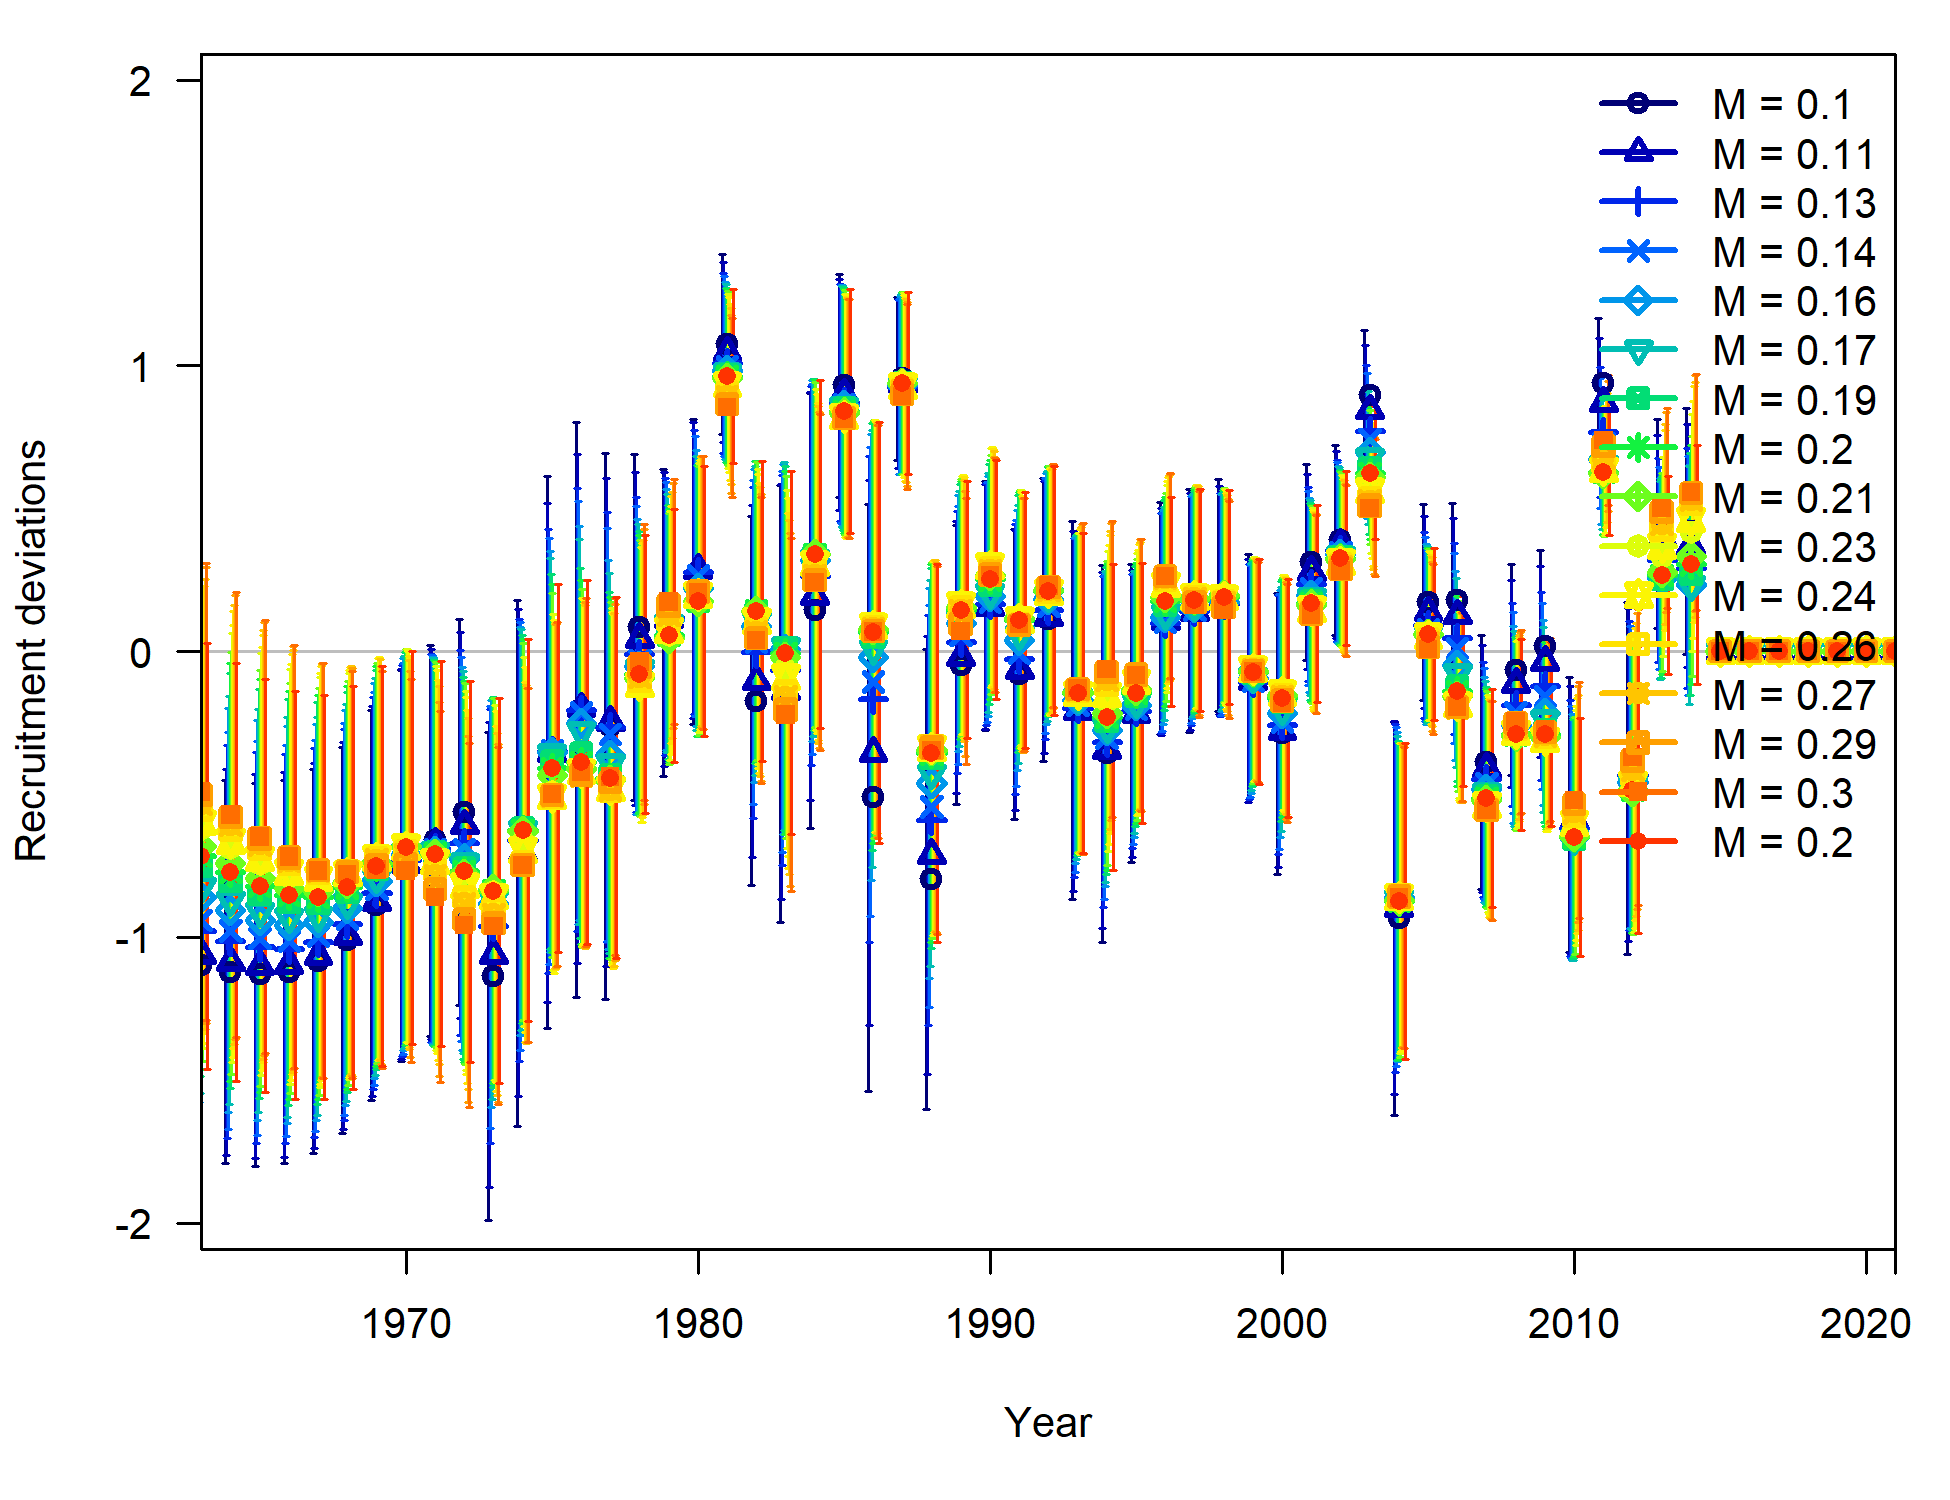 2
1
0
-1
-2
Recruitment deviations
1970
1980
1990
2000
2010
2020
Year
M = 0.1
M = 0.11
M = 0.13
M = 0.14
M = 0.16
M = 0.17
M = 0.19
M = 0.2
M = 0.21
M = 0.23
M = 0.24
M = 0.26
M = 0.27
M = 0.29
M = 0.3
M = 0.2